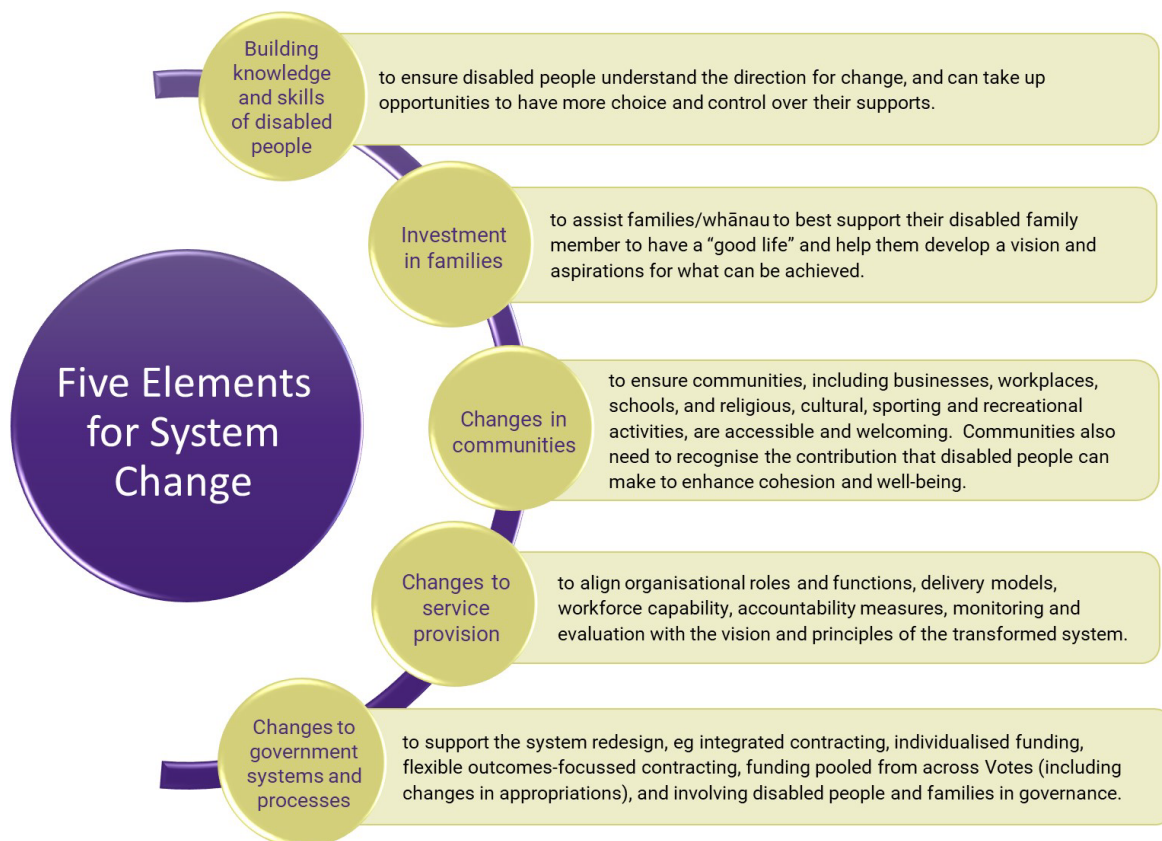 Five Elements
for System
Change
Building
knowledge
and skills
of disabled
people
to ensure disabled people understand the direction for change, and can take up
opportunities to have more choice and control over their supports.
Investment
in families
to assist families/whānau to best support their disabled family
member to have a “good life” and help them develop a vision and
aspirations for what can be achieved.
Changes in
communities
to ensure communities, including businesses, workplaces,
schools, and religious, cultural, sporting and recreational
activities, are accessible and welcoming.  Communities also
need to recognise the contribution that disabled people can
make to enhance cohesion and well-being.
Changes to
service
provision
to align organisational roles and functions, delivery models,
workforce capability, accountability measures, monitoring and
evaluation with the vision and principles of the transformed system.
Changes to
government
systems and
processes
to support the system redesign, eg integrated contracting, individualised funding,
flexible outcomes-focussed contracting, funding pooled from across Votes (including
changes in appropriations), and involving disabled people and families in governance.